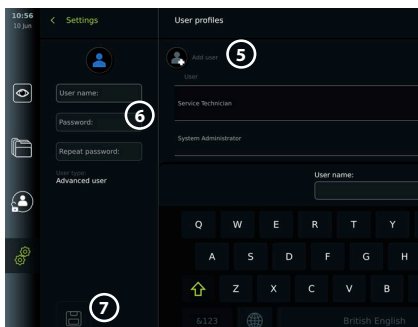 10:56
10 Jun
Settings
User profiles
Add user
5
User
User name:
Password:
6
Repeat password:
Service Technician
System Administrator
User type:
Advanced user
User name:
Q W E R T Y
A S D F G H
Z X C V B
7
&123
British English